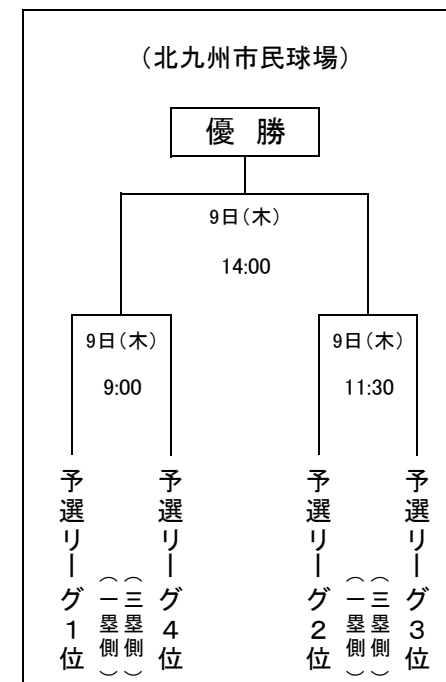 （北九州市民球場）
優 勝
9日（木）
14:00
9日（木）
9:00
9日（木）
11:30
予選リーグ１位
（一塁側）
（三塁側）
予選リーグ４位
予選リーグ２位
（一塁側）
（三塁側）
予選リーグ３位